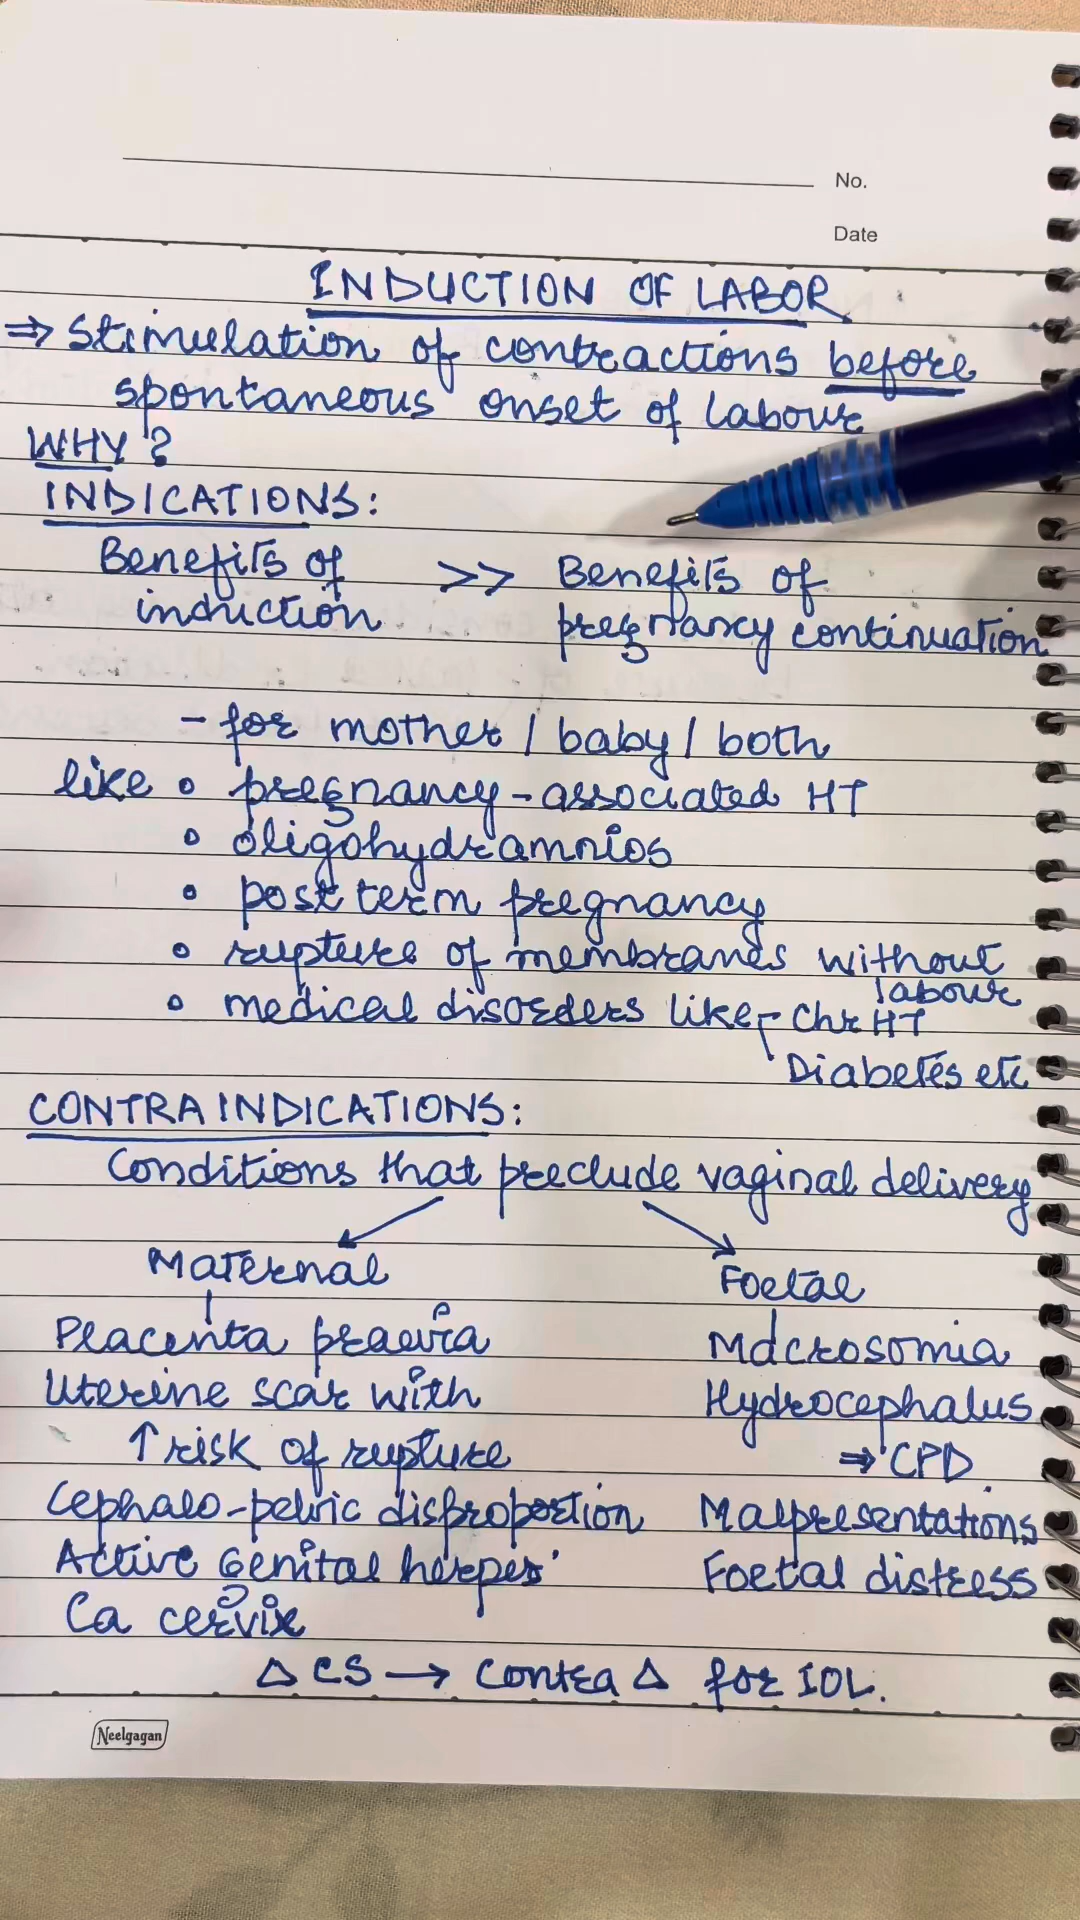 No.
Date
INDUCTION OF LABOR
⇒ Stimulation of contractions before
spontaneous onset of labour
WHY?
INDICATIONS:
Benefits of >> Benefits of
induction pregnancy continuation
- for mother / baby / both
like ∘ pregnancy-associated HT
∘ oligohydramnios
∘ post term pregnancy
∘ rupture of membranes without
labour
∘ medical disorders like - Chr HT
Diabetes etc
CONTRAINDICATIONS:
Conditions that preclude vaginal delivery
Maternal Foetal
Placenta praevia Macrosomia
Uterine scar with Hydrocephalus
↑ risk of rupture ⇒ CPD
Cephalo-pelvic disproportion Malpresentations
Active Genital herpes Foetal distress
Ca cervix
Δ CS → Contra Δ for IOL.
Neelgagan